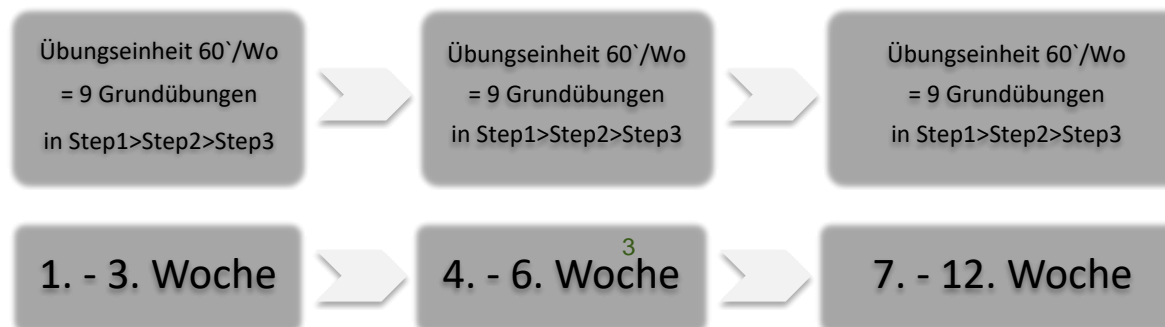 Übungseinheit 60`/Wo
= 9 Grundübungen
in Step1>Step2>Step3
Übungseinheit 60`/Wo
= 9 Grundübungen
in Step1>Step2>Step3
Übungseinheit 60`/Wo
= 9 Grundübungen
in Step1>Step2>Step3
1. - 3. Woche
3
4. - 6. Woche
7. - 12. Woche